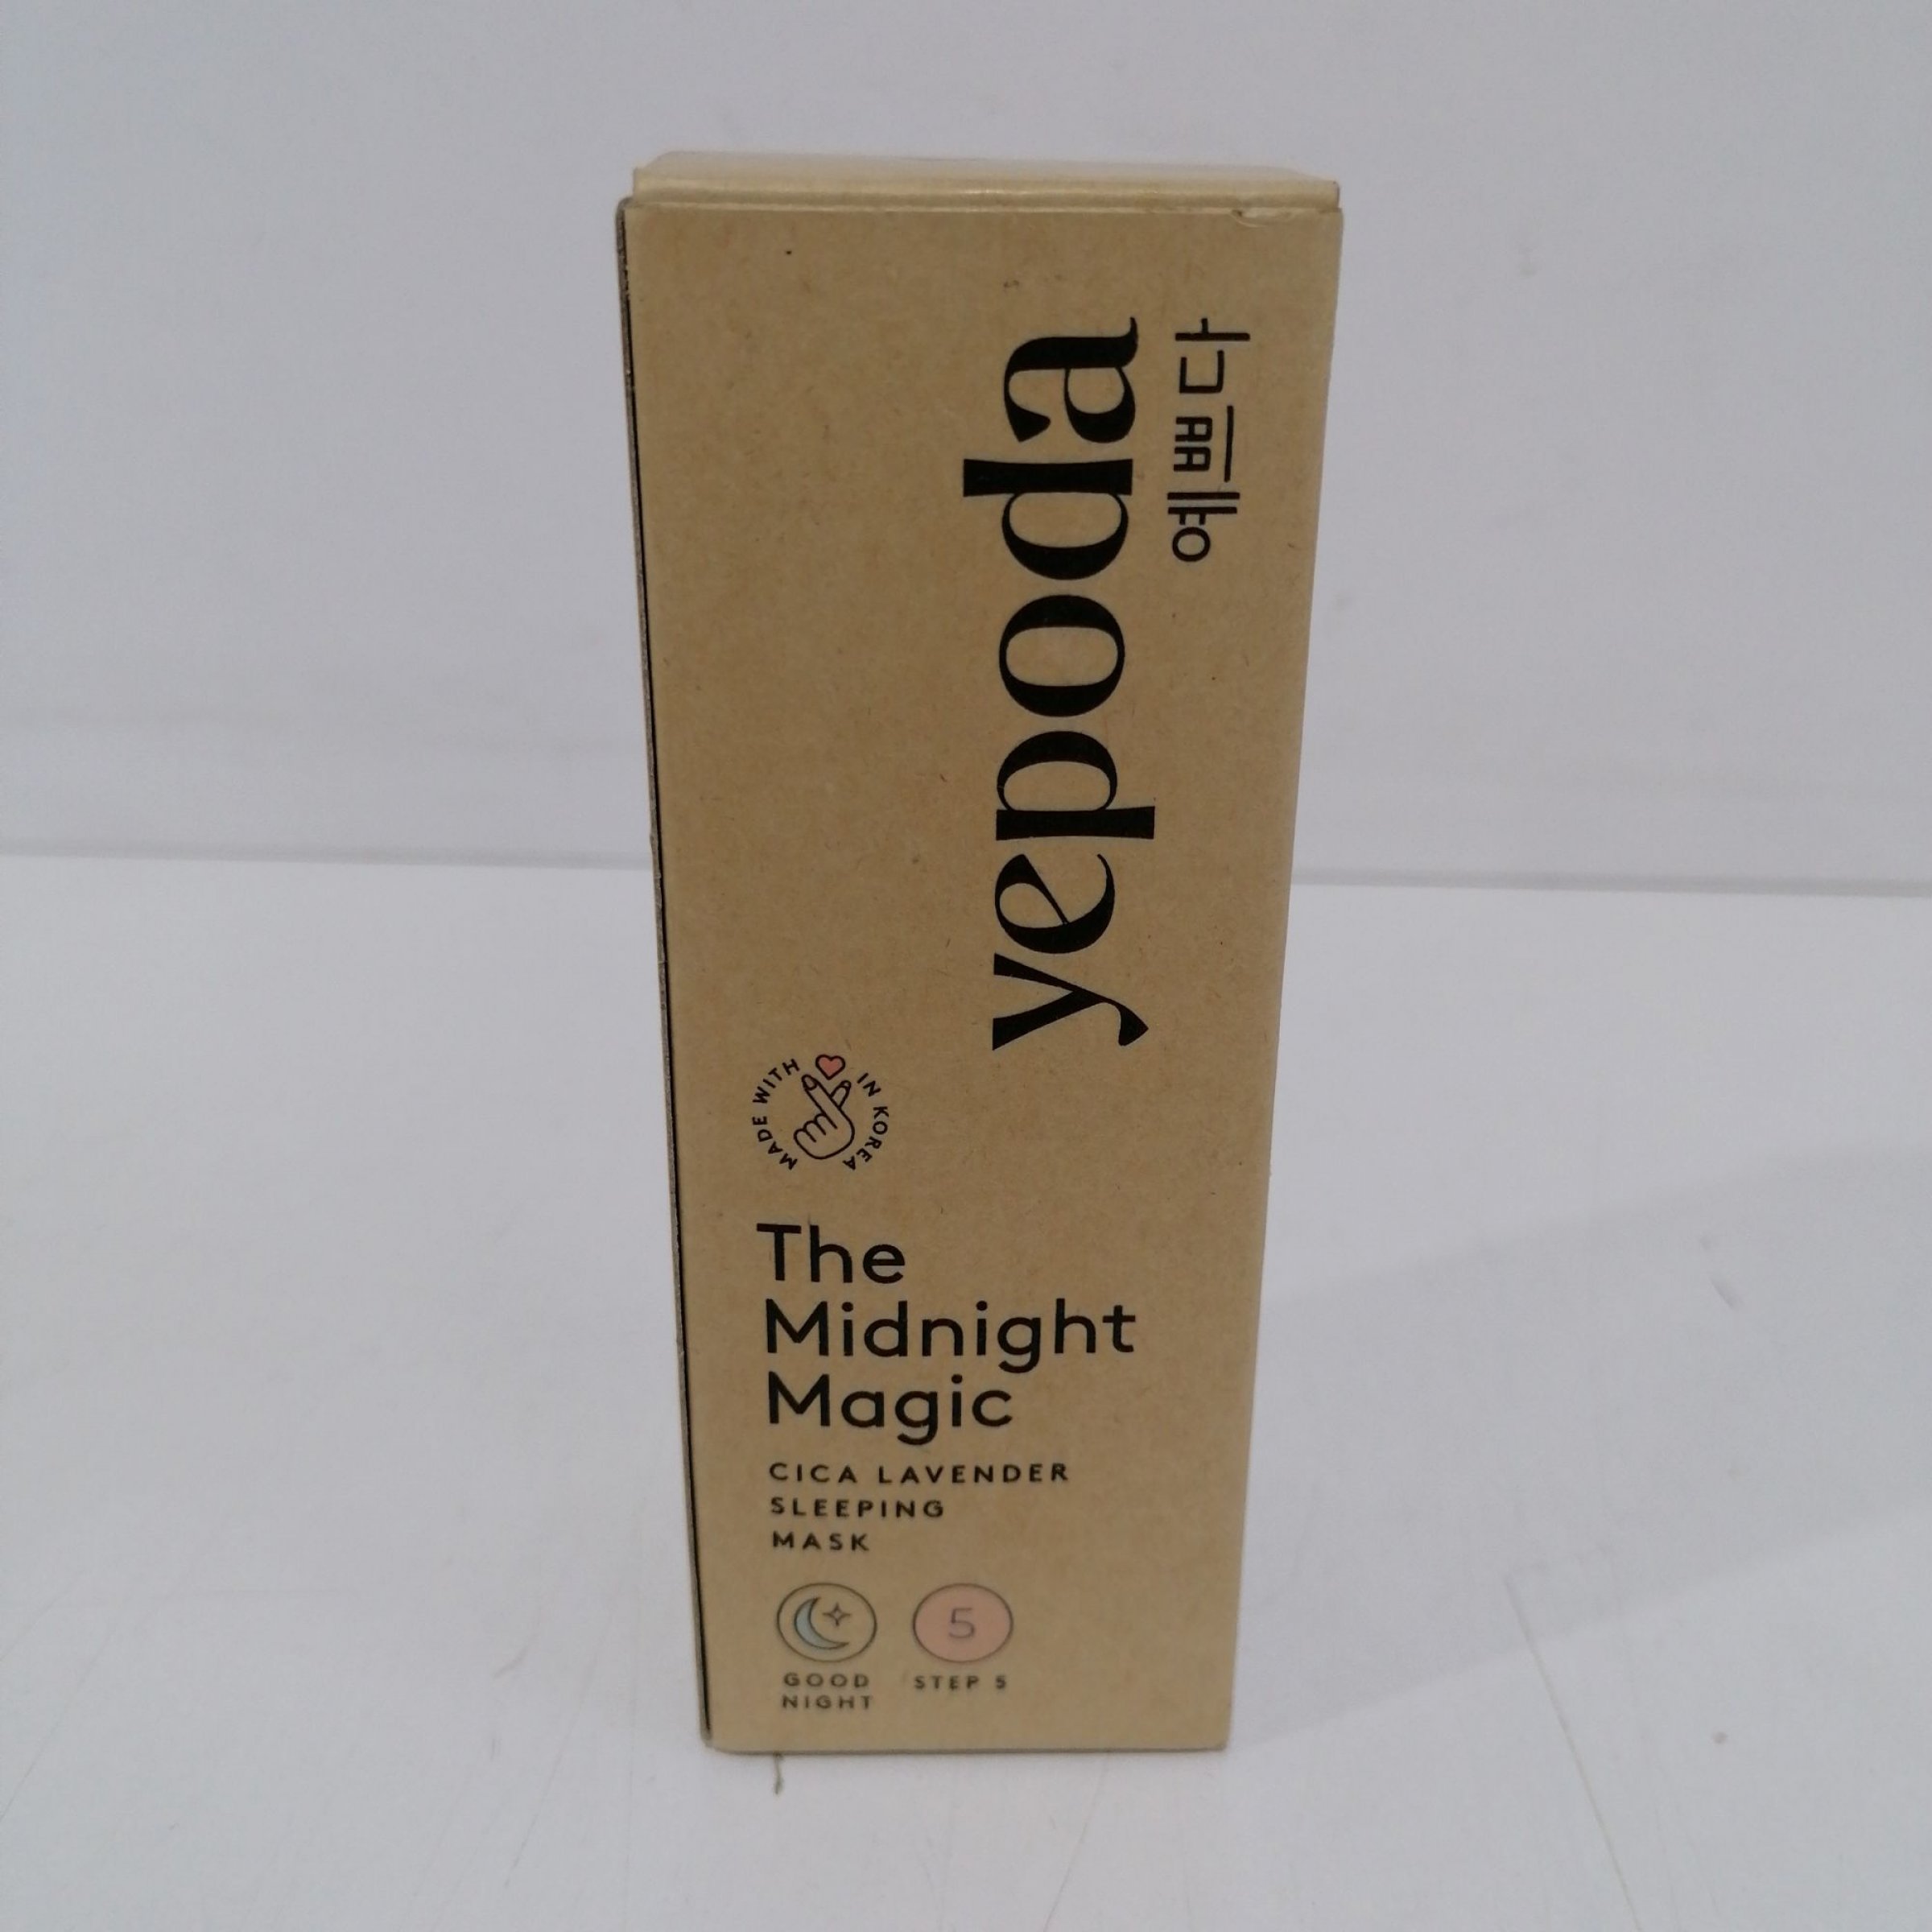 yepoda
예쁘다
MADE WITH IN KOREA
The
Midnight
Magic
CICA LAVENDER
SLEEPING
MASK
5
GOOD
NIGHT
STEP 5